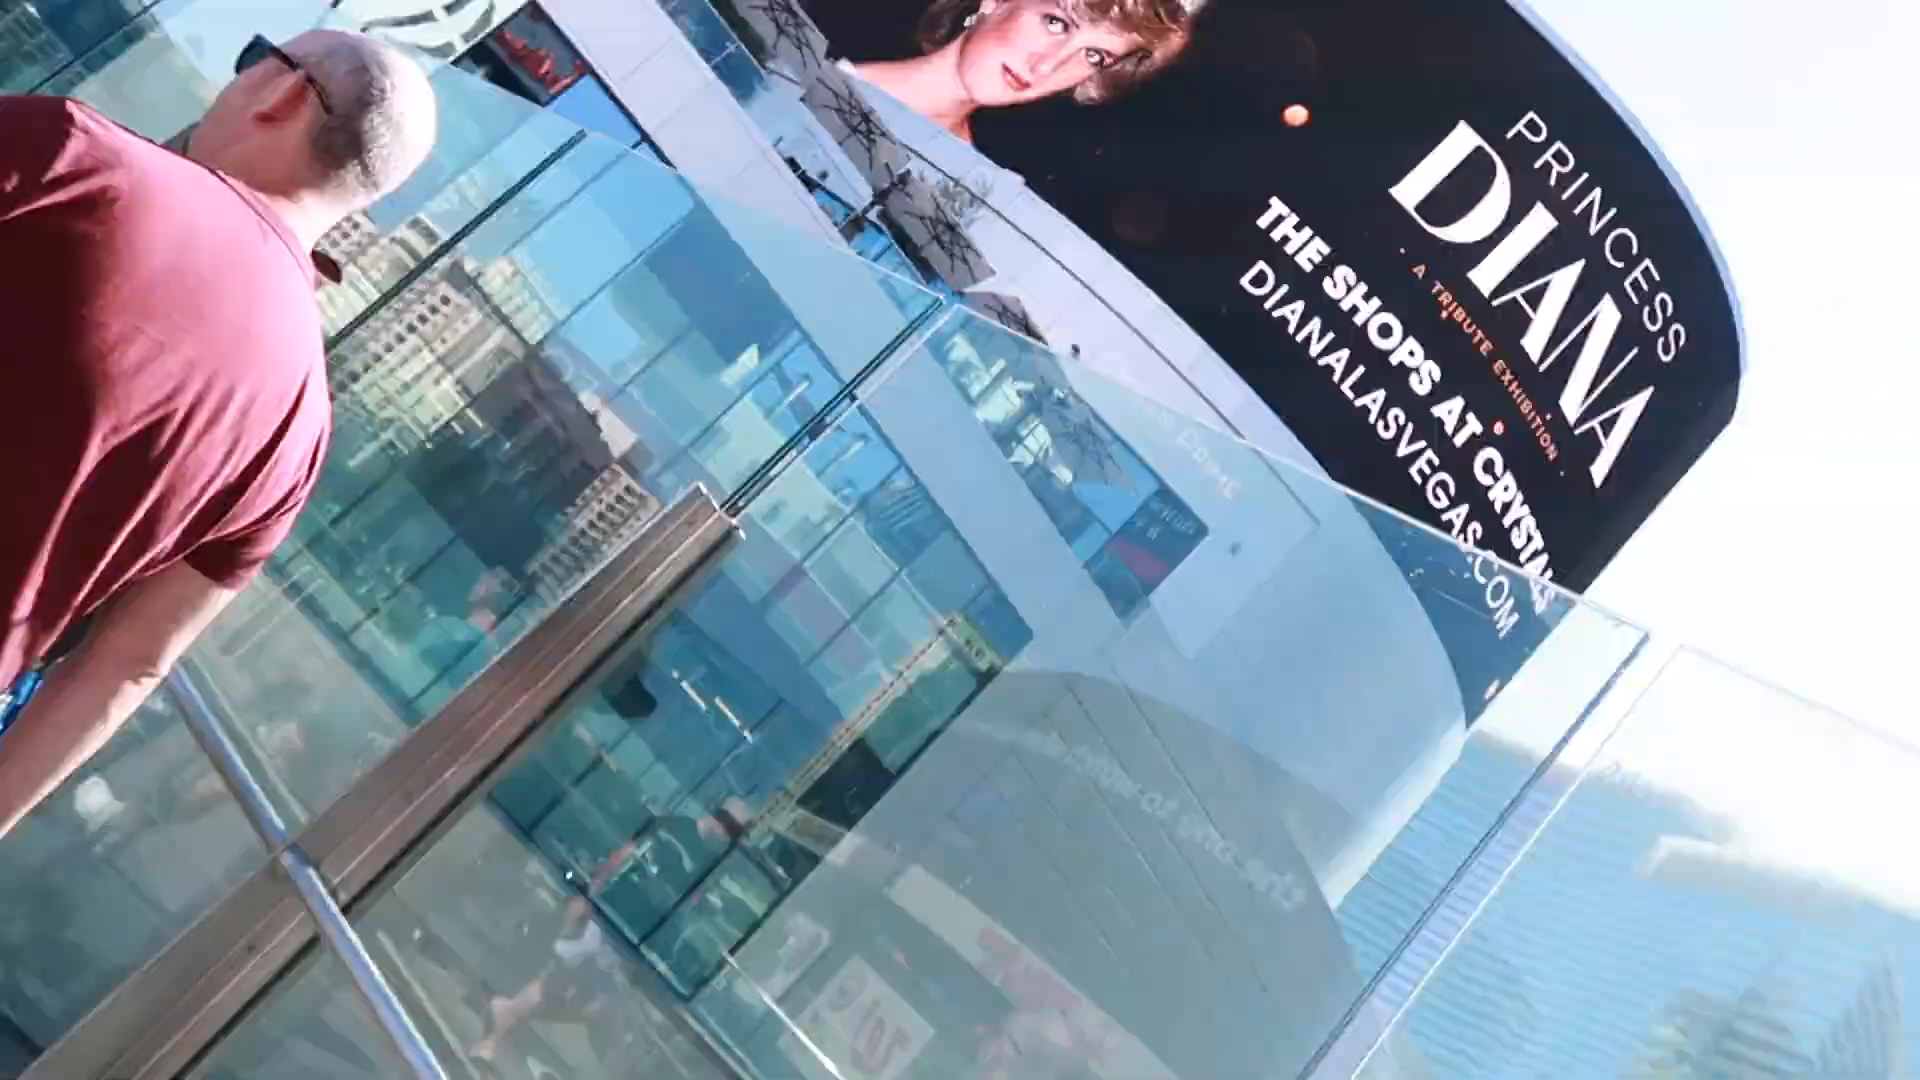 PRINCESS
DIANA
· A TRIBUTE EXHIBITION ·
THE SHOPS AT CRYSTALS
DIANALASVEGAS.COM